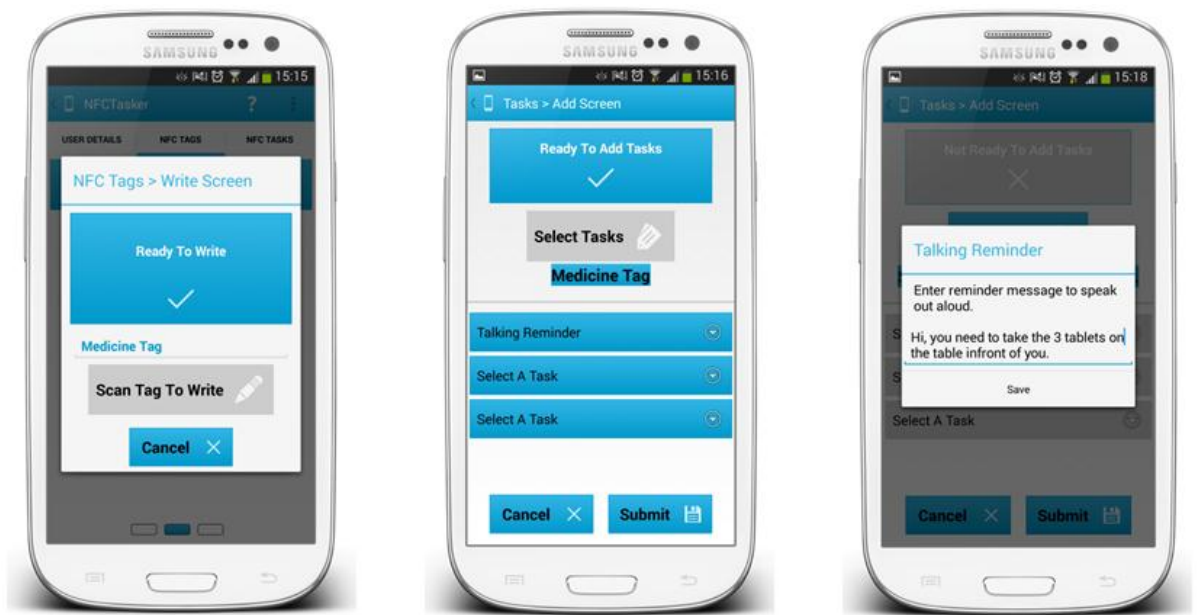 SAMSUNG
15:15
NFCTasker ?
USER DETAILS NFC TAGS NFC TASKS
NFC Tags > Write Screen
Ready To Write
Medicine Tag
Scan Tag To Write
Cancel
SAMSUNG
15:16
Tasks > Add Screen
Ready To Add Tasks
Select Tasks
Medicine Tag
Talking Reminder
Select A Task
Select A Task
Cancel
Submit
SAMSUNG
15:18
Tasks > Add Screen
Not Ready To Add Tasks
Talking Reminder
Enter reminder message to speak
out aloud.
Hi, you need to take the 3 tablets on
the table infront of you.
Save
S
S
Select A Task
Cancel
Submit